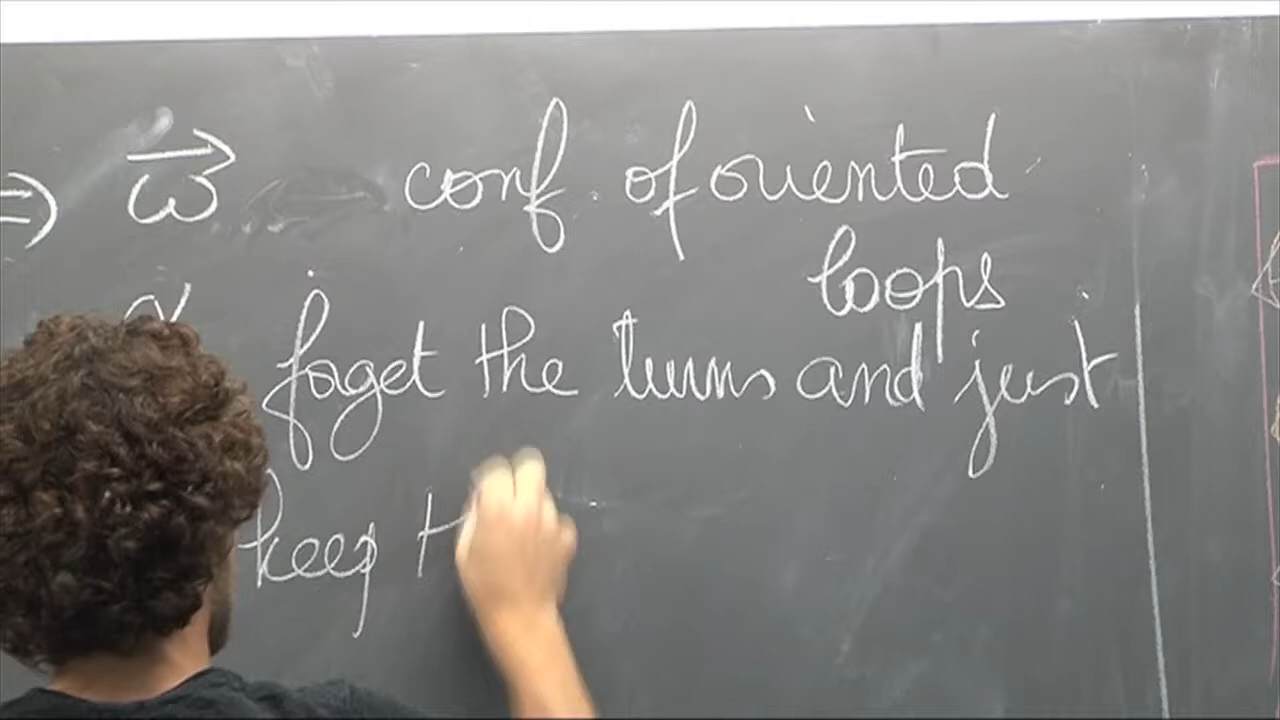 ⇒ ω⃗ conf. of oriented
loops
forget the turns and just
keep